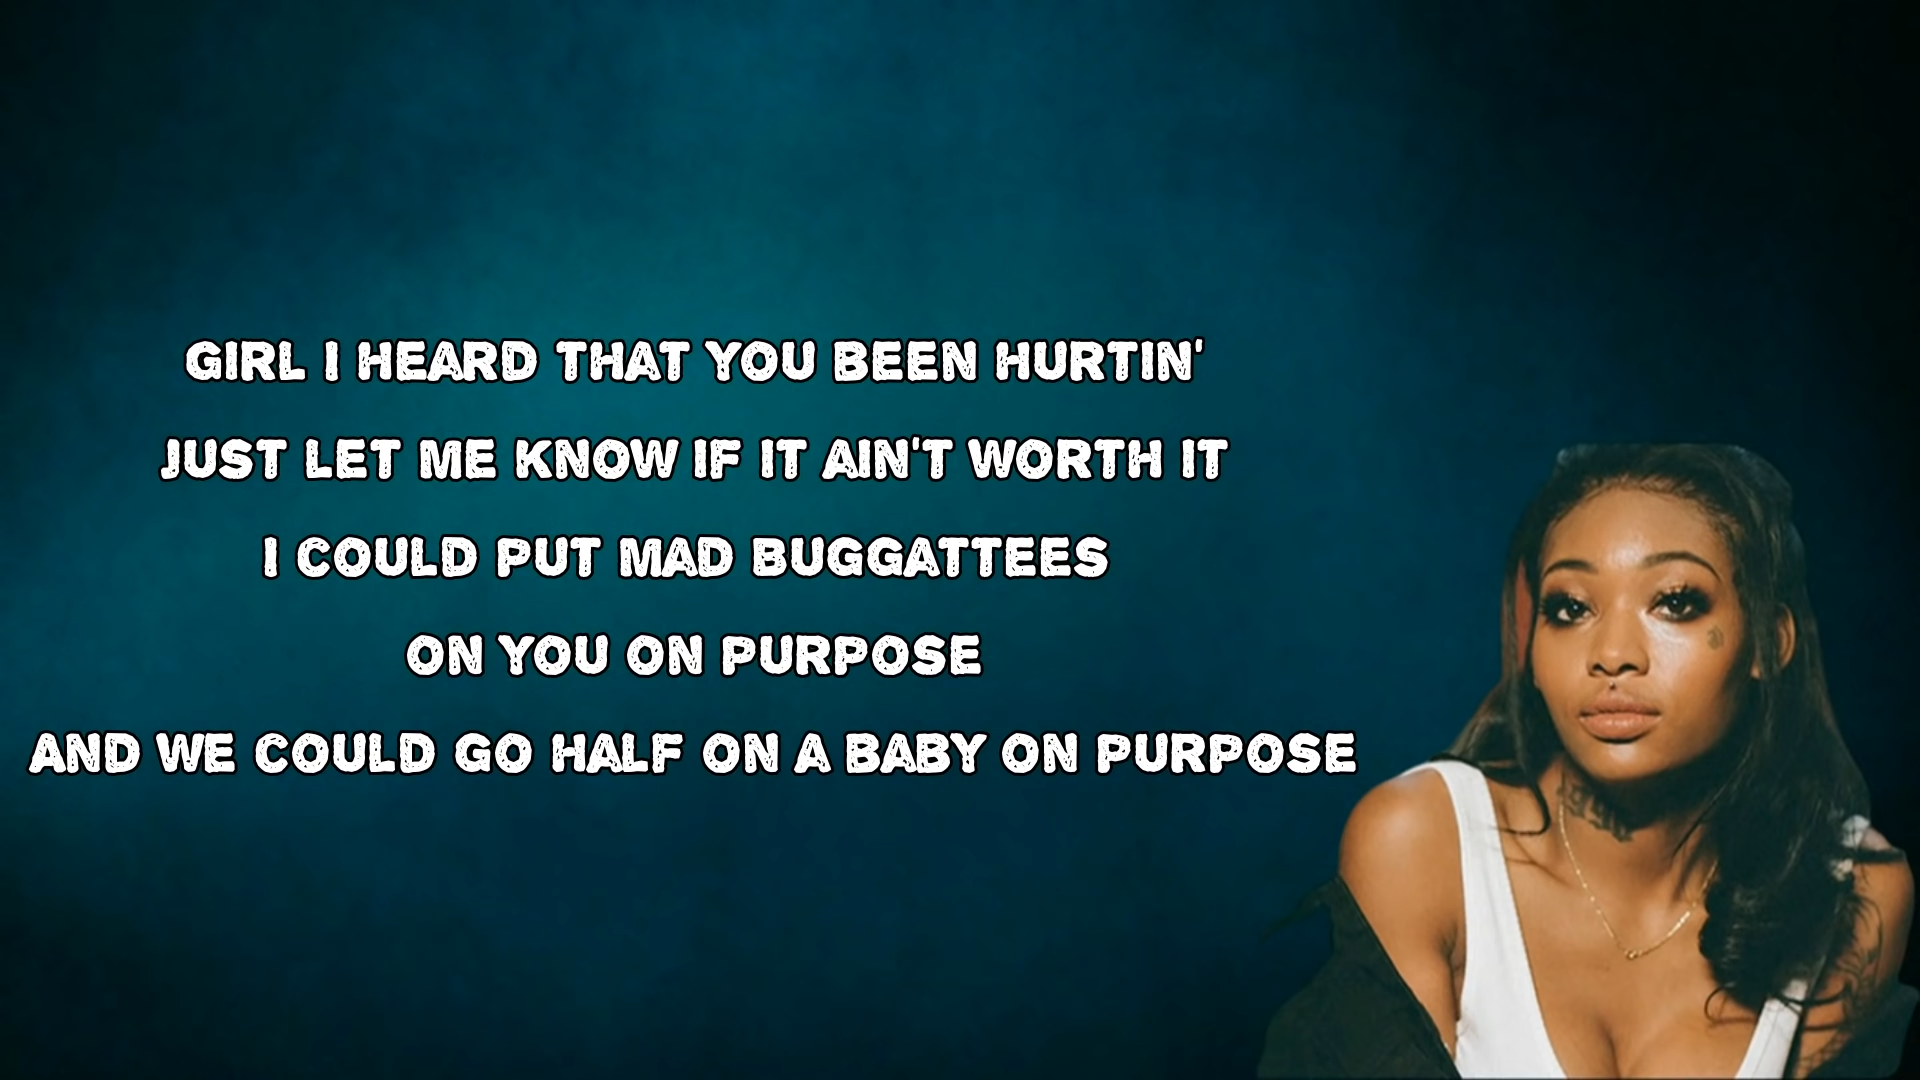 GIRL I HEARD THAT YOU BEEN HURTIN'
JUST LET ME KNOW IF IT AIN'T WORTH IT
I COULD PUT MAD BUGGATTEES
ON YOU ON PURPOSE
AND WE COULD GO HALF ON A BABY ON PURPOSE